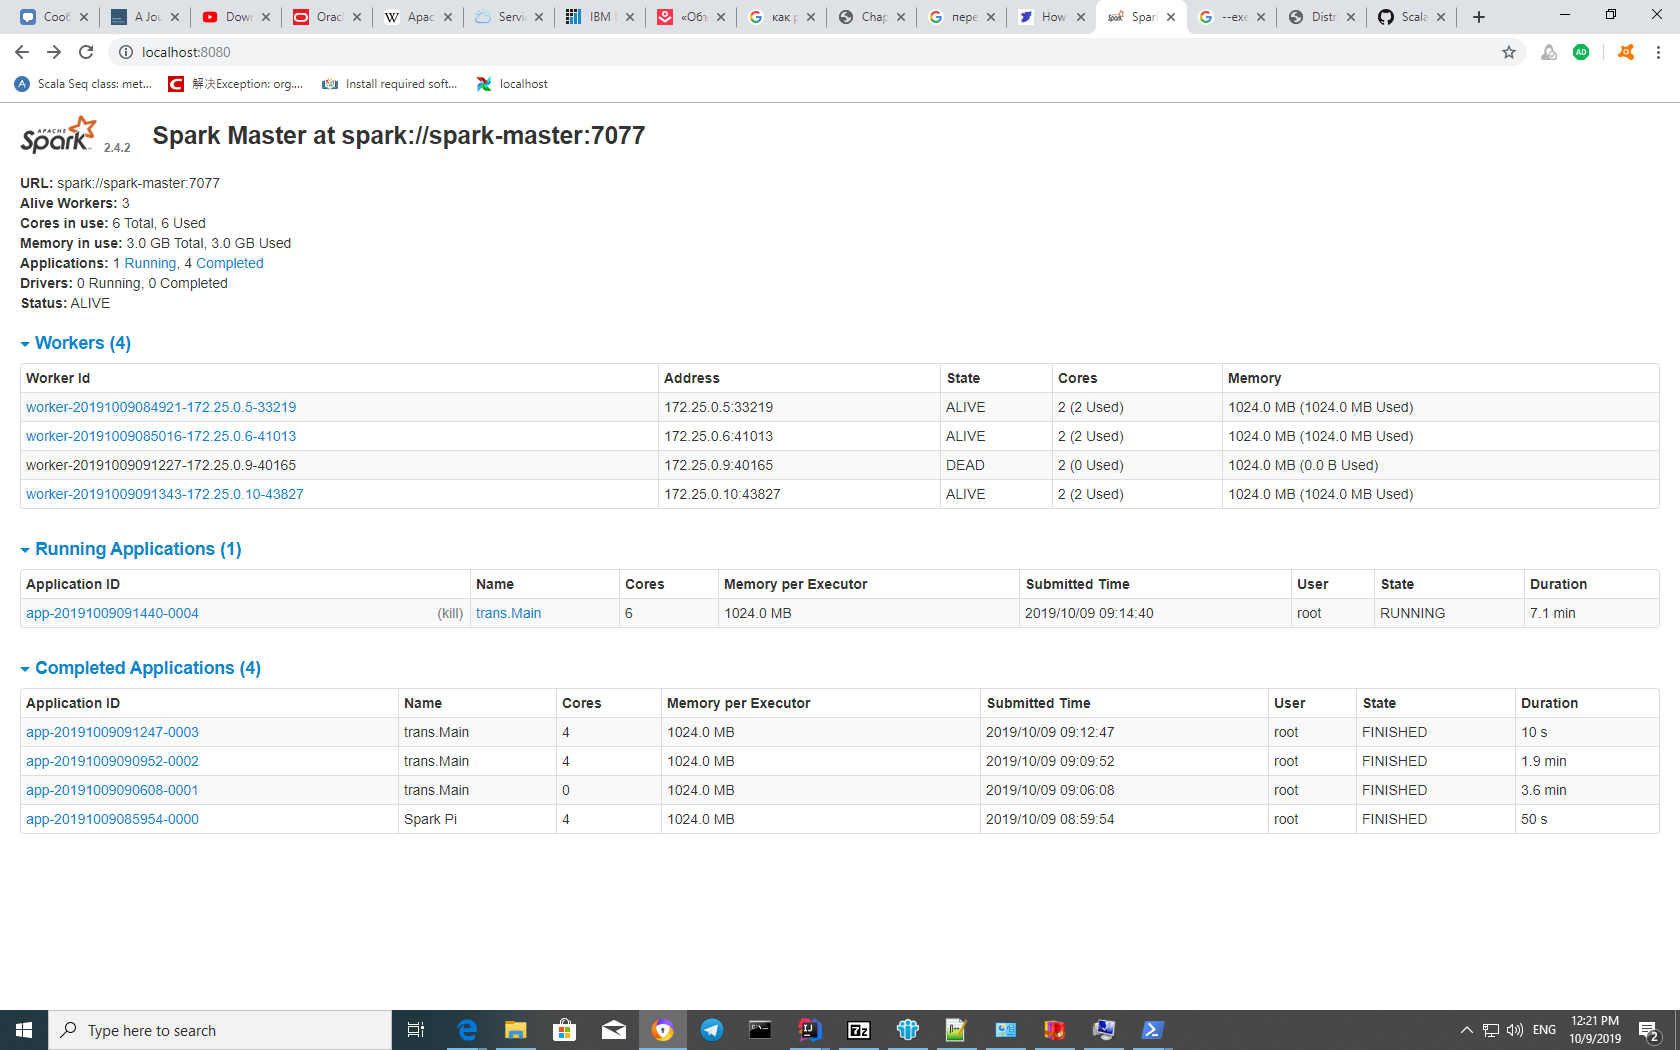 Сооб
A Jou
Dow
Orac
Apac
Servi
IBM
«Объ
как р
Chap
пере
How
Spar
--exe
Distr
Scala
localhost:8080
Scala Seq class: met...
解决Exception: org....
Install required soft...
localhost
APACHE Spark 2.4.2
Spark Master at spark://spark-master:7077
URL: spark://spark-master:7077
Alive Workers: 3
Cores in use: 6 Total, 6 Used
Memory in use: 3.0 GB Total, 3.0 GB Used
Applications: 1 Running, 4 Completed
Drivers: 0 Running, 0 Completed
Status: ALIVE
Workers (4)
Worker Id Address State Cores Memory
worker-20191009084921-172.25.0.5-33219 172.25.0.5:33219 ALIVE 2 (2 Used) 1024.0 MB (1024.0 MB Used)
worker-20191009085016-172.25.0.6-41013 172.25.0.6:41013 ALIVE 2 (2 Used) 1024.0 MB (1024.0 MB Used)
worker-20191009091227-172.25.0.9-40165 172.25.0.9:40165 DEAD 2 (0 Used) 1024.0 MB (0.0 B Used)
worker-20191009091343-172.25.0.10-43827 172.25.0.10:43827 ALIVE 2 (2 Used) 1024.0 MB (1024.0 MB Used)
Running Applications (1)
Application ID Name Cores Memory per Executor Submitted Time User State Duration
app-20191009091440-0004 (kill) trans.Main 6 1024.0 MB 2019/10/09 09:14:40 root RUNNING 7.1 min
Completed Applications (4)
Application ID Name Cores Memory per Executor Submitted Time User State Duration
app-20191009091247-0003 trans.Main 4 1024.0 MB 2019/10/09 09:12:47 root FINISHED 10 s
app-20191009090952-0002 trans.Main 4 1024.0 MB 2019/10/09 09:09:52 root FINISHED 1.9 min
app-20191009090608-0001 trans.Main 0 1024.0 MB 2019/10/09 09:06:08 root FINISHED 3.6 min
app-20191009085954-0000 Spark Pi 4 1024.0 MB 2019/10/09 08:59:54 root FINISHED 50 s
Type here to search
ENG
12:21 PM
10/9/2019
2